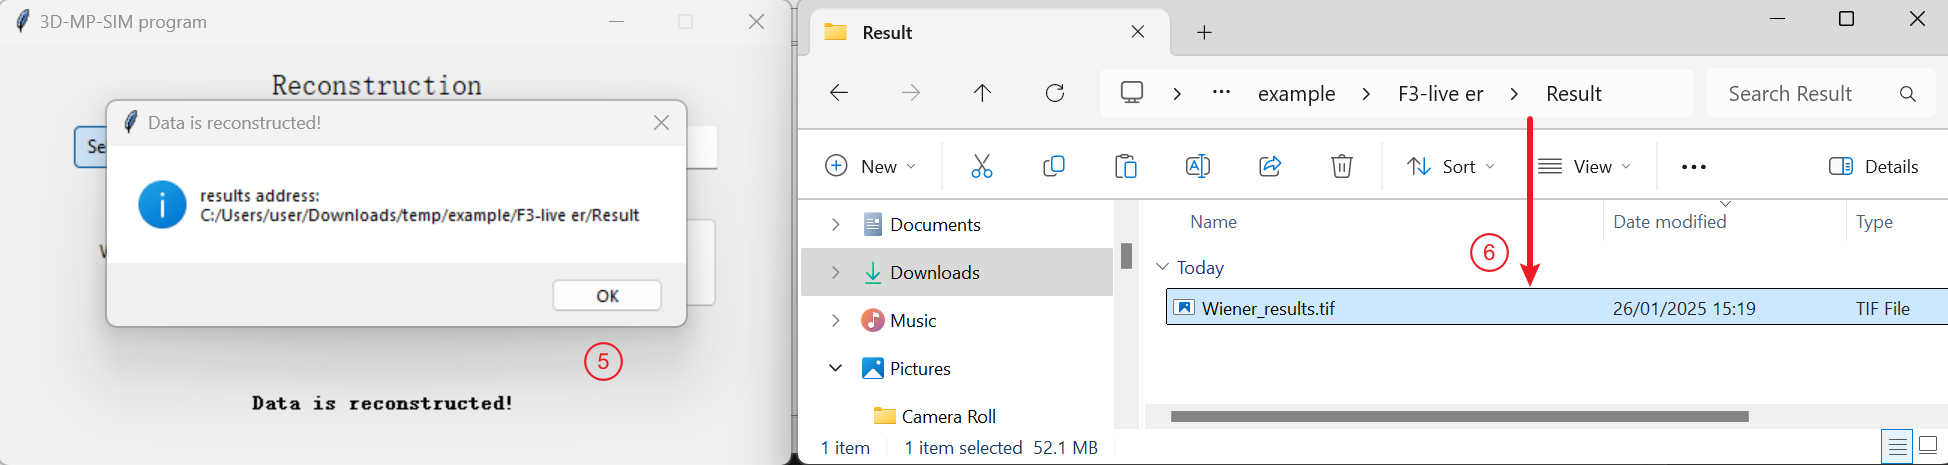 3D-MP-SIM program
Reconstruction
Data is reconstructed!
Se
results address:
C:/Users/user/Downloads/temp/example/F3-live er/Result
OK
5
Data is reconstructed!
Result
... example > F3-live er > Result
Search Result
New
Sort
View
...
Details
Documents
Downloads
Music
Pictures
Camera Roll
Name Date modified Type
6
Today
Wiener_results.tif 26/01/2025 15:19 TIF File
1 item 1 item selected 52.1 MB